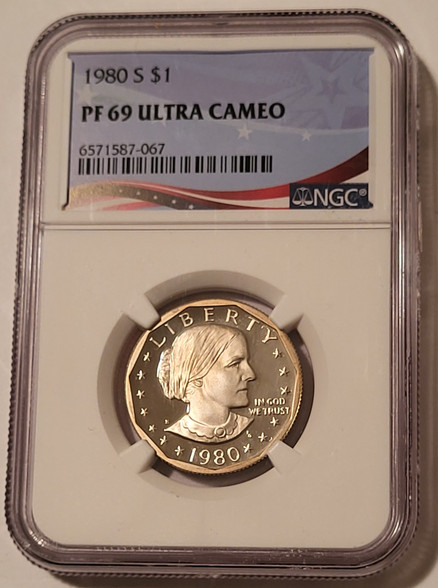 1980 S $1
PF 69 ULTRA CAMEO
6571587-067
NGC®
LIBERTY
IN GOD
WE TRUST
1980